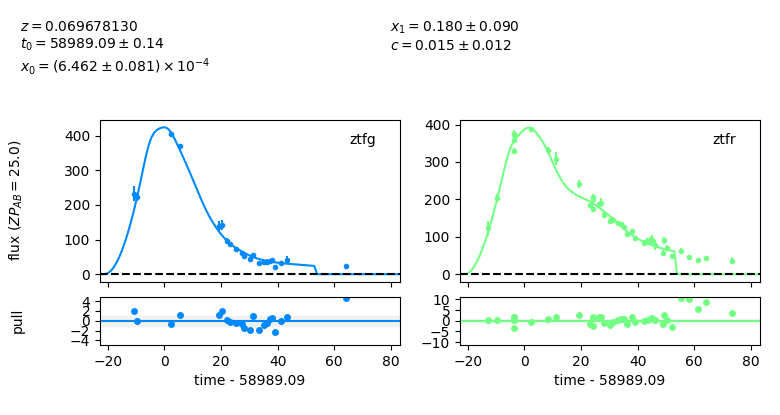 z = 0.069678130
t₀ = 58989.09 ± 0.14
x₀ = (6.462 ± 0.081) × 10⁻⁴
x₁ = 0.180 ± 0.090
c = 0.015 ± 0.012
flux (ZP_AB = 25.0)
400
300
200
100
0
ztfg
400
300
200
100
0
ztfr
pull
4
2
0
−2
−4
10
5
0
−5
−10
−20 0 20 40 60 80
−20 0 20 40 60 80
time - 58989.09
time - 58989.09